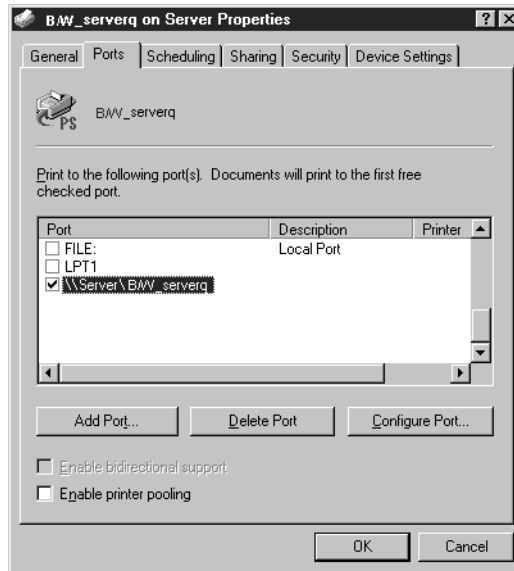 B/W_serverq on Server Properties
General Ports Scheduling Sharing Security Device Settings
PS
B/W_serverq
Print to the following port(s). Documents will print to the first free
checked port.
Port Description Printer
FILE: Local Port
LPT1
\\Server\B/W_serverq
Add Port... Delete Port Configure Port...
Enable bidirectional support
Enable printer pooling
OK Cancel